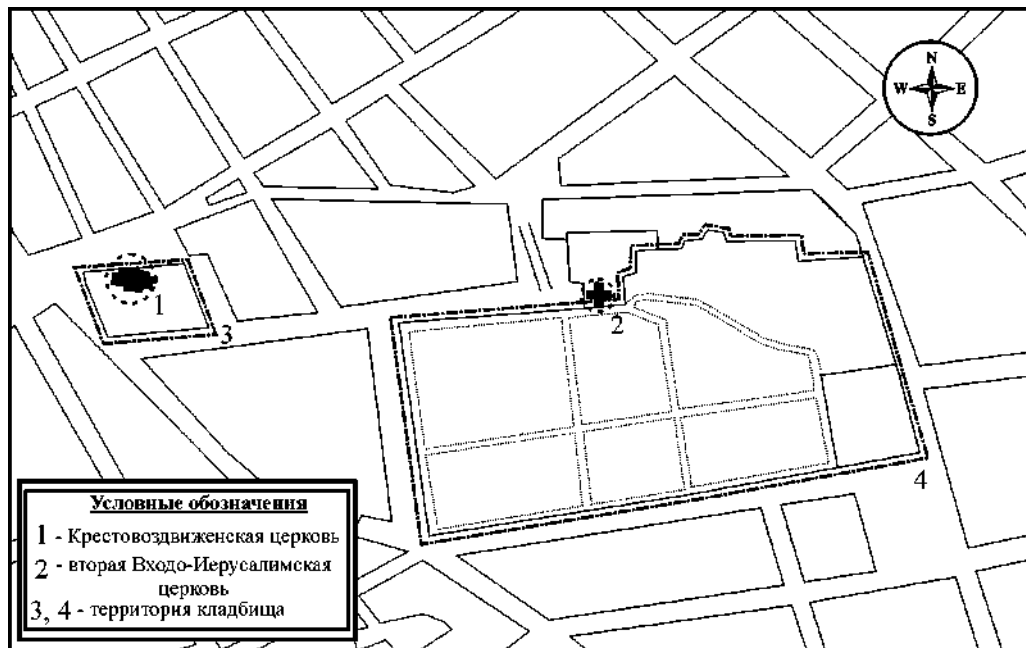 N
W E
S
1
3
2
4
Условные обозначения
1 - Крестовоздвиженская церковь
2 - вторая Входо-Иерусалимская
церковь
3, 4 - территория кладбища